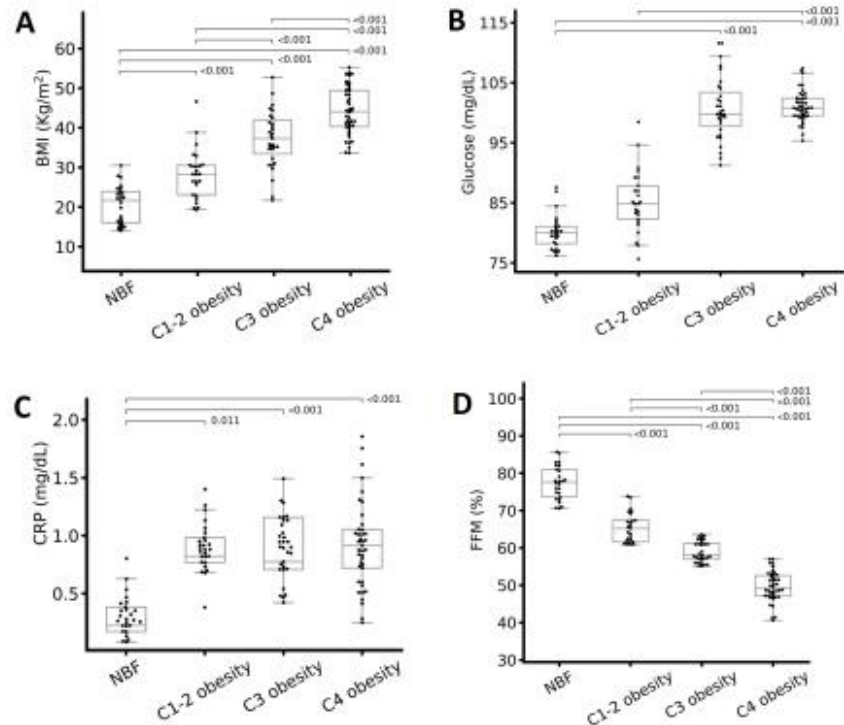 A
BMI (Kg/m²)
60
50
40
30
20
10
<0.001
<0.001
<0.001
<0.001
<0.001
<0.001
NBF
C1-2 obesity
C3 obesity
C4 obesity
B
Glucose (mg/dL)
115
105
95
85
75
<0.001
<0.001
<0.001
<0.001
NBF
C1-2 obesity
C3 obesity
C4 obesity
C
CRP (mg/dL)
2.0
1.5
1.0
0.5
<0.001
<0.001
0.011
NBF
C1-2 obesity
C3 obesity
C4 obesity
D
FFM (%)
100
90
80
70
60
50
40
30
<0.001
<0.001
<0.001
<0.001
<0.001
<0.001
NBF
C1-2 obesity
C3 obesity
C4 obesity